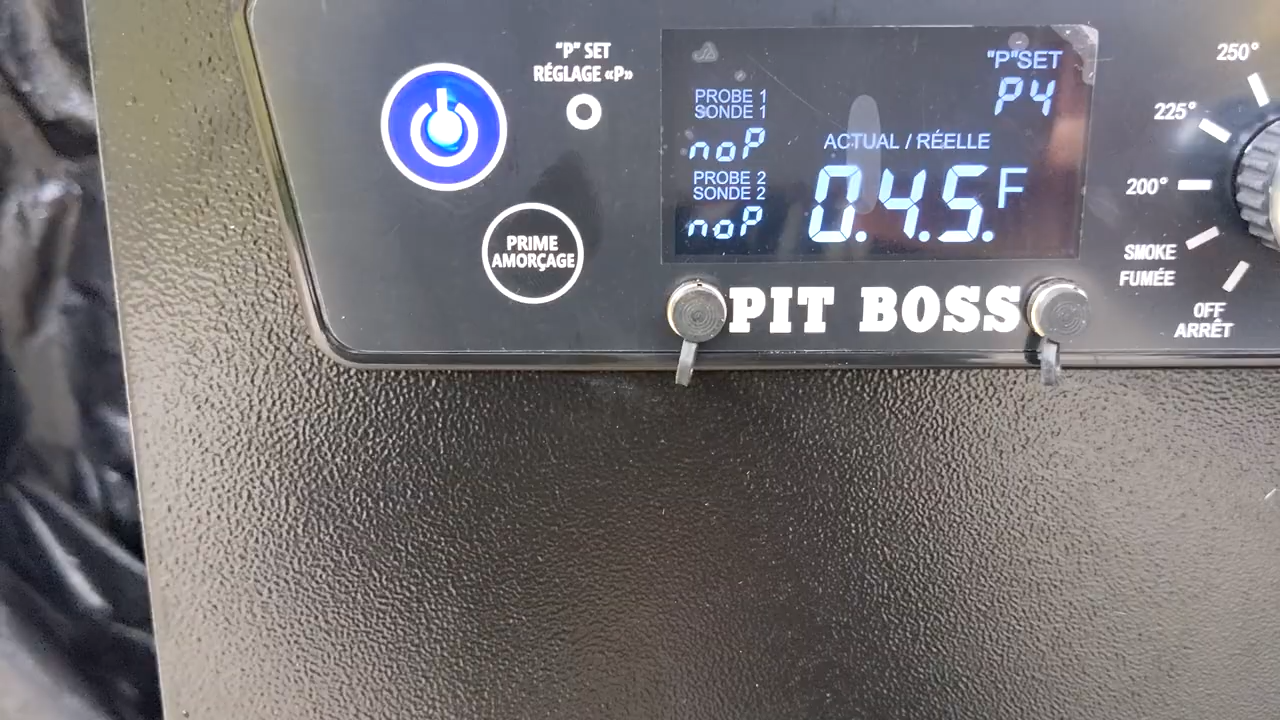 "P" SET
RÉGLAGE «P»
PRIME
AMORÇAGE
PROBE 1
SONDE 1
noP
PROBE 2
SONDE 2
noP
"P"SET
P4
ACTUAL / RÉELLE
0.4.5.F
PIT BOSS
250°
225°
200°
SMOKE
FUMÉE
OFF
ARRÊT